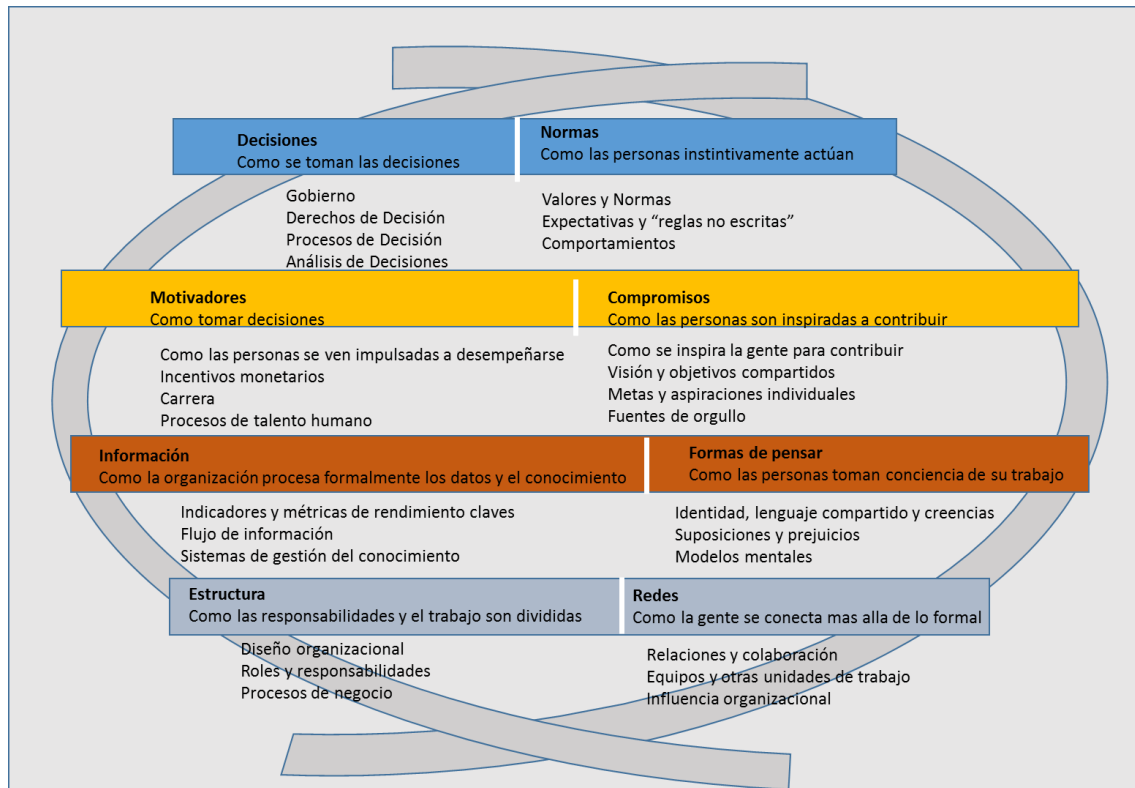 Decisiones
Como se toman las decisiones
Normas
Como las personas instintivamente actúan
Gobierno
Derechos de Decisión
Procesos de Decisión
Análisis de Decisiones
Valores y Normas
Expectativas y “reglas no escritas”
Comportamientos
Motivadores
Como tomar decisiones
Compromisos
Como las personas son inspiradas a contribuir
Como las personas se ven impulsadas a desempeñarse
Incentivos monetarios
Carrera
Procesos de talento humano
Como se inspira la gente para contribuir
Visión y objetivos compartidos
Metas y aspiraciones individuales
Fuentes de orgullo
Información
Como la organización procesa formalmente los datos y el conocimiento
Formas de pensar
Como las personas toman conciencia de su trabajo
Indicadores y métricas de rendimiento claves
Flujo de información
Sistemas de gestión del conocimiento
Identidad, lenguaje compartido y creencias
Suposiciones y prejuicios
Modelos mentales
Estructura
Como las responsabilidades y el trabajo son divididas
Redes
Como la gente se conecta mas alla de lo formal
Diseño organizacional
Roles y responsabilidades
Procesos de negocio
Relaciones y colaboración
Equipos y otras unidades de trabajo
Influencia organizacional